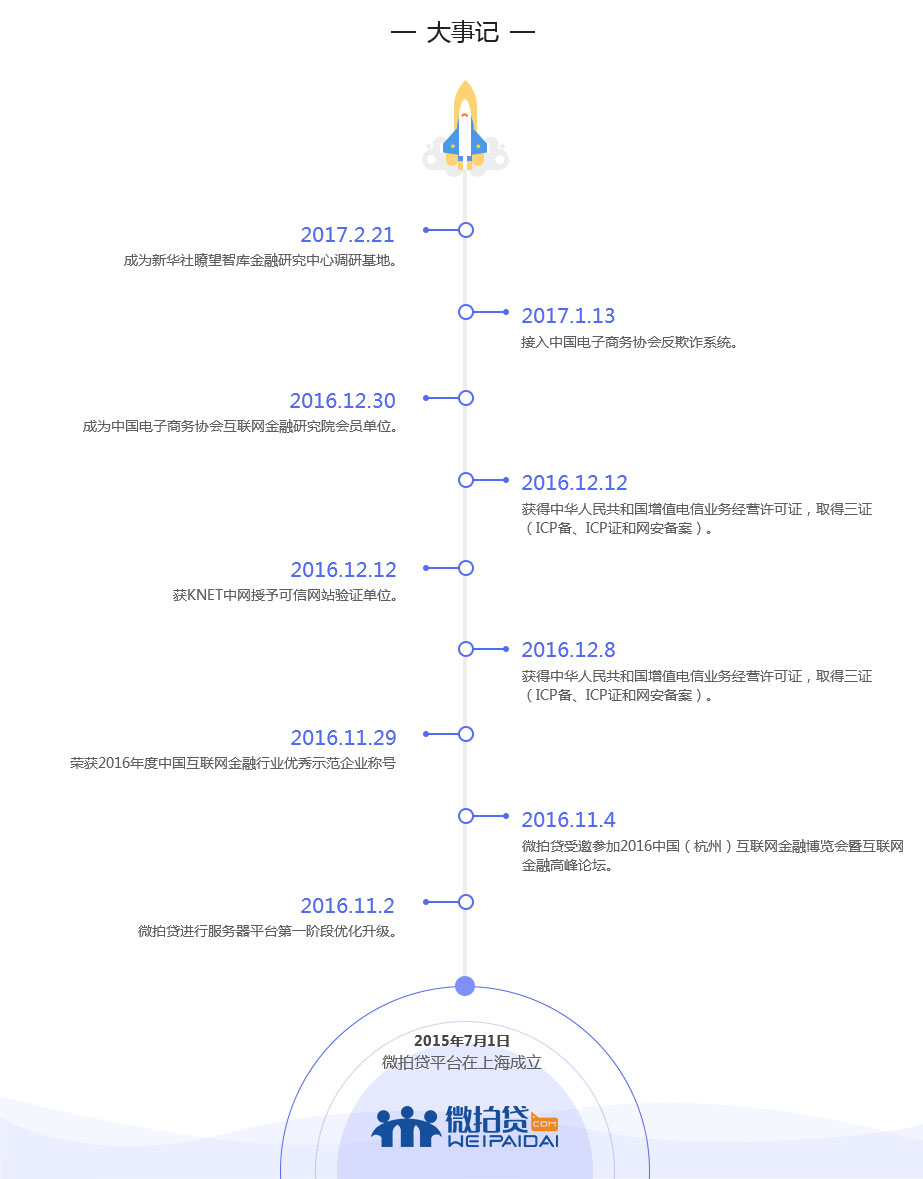 大事记
2017.2.21
成为新华社瞭望智库金融研究中心调研基地。
2017.1.13
接入中国电子商务协会反欺诈系统。
2016.12.30
成为中国电子商务协会互联网金融研究院会员单位。
2016.12.12
获得中华人民共和国增值电信业务经营许可证，取得三证
（ICP备、ICP证和网安备案）。
2016.12.12
获KNET中网授予可信网站验证单位。
2016.12.8
获得中华人民共和国增值电信业务经营许可证，取得三证
（ICP备、ICP证和网安备案）。
2016.11.29
荣获2016年度中国互联网金融行业优秀示范企业称号
2016.11.4
微拍贷受邀参加2016中国（杭州）互联网金融博览会暨互联网
金融高峰论坛。
2016.11.2
微拍贷进行服务器平台第一阶段优化升级。
2015年7月1日
微拍贷平台在上海成立
微拍贷 COM
WEIPAIDAI